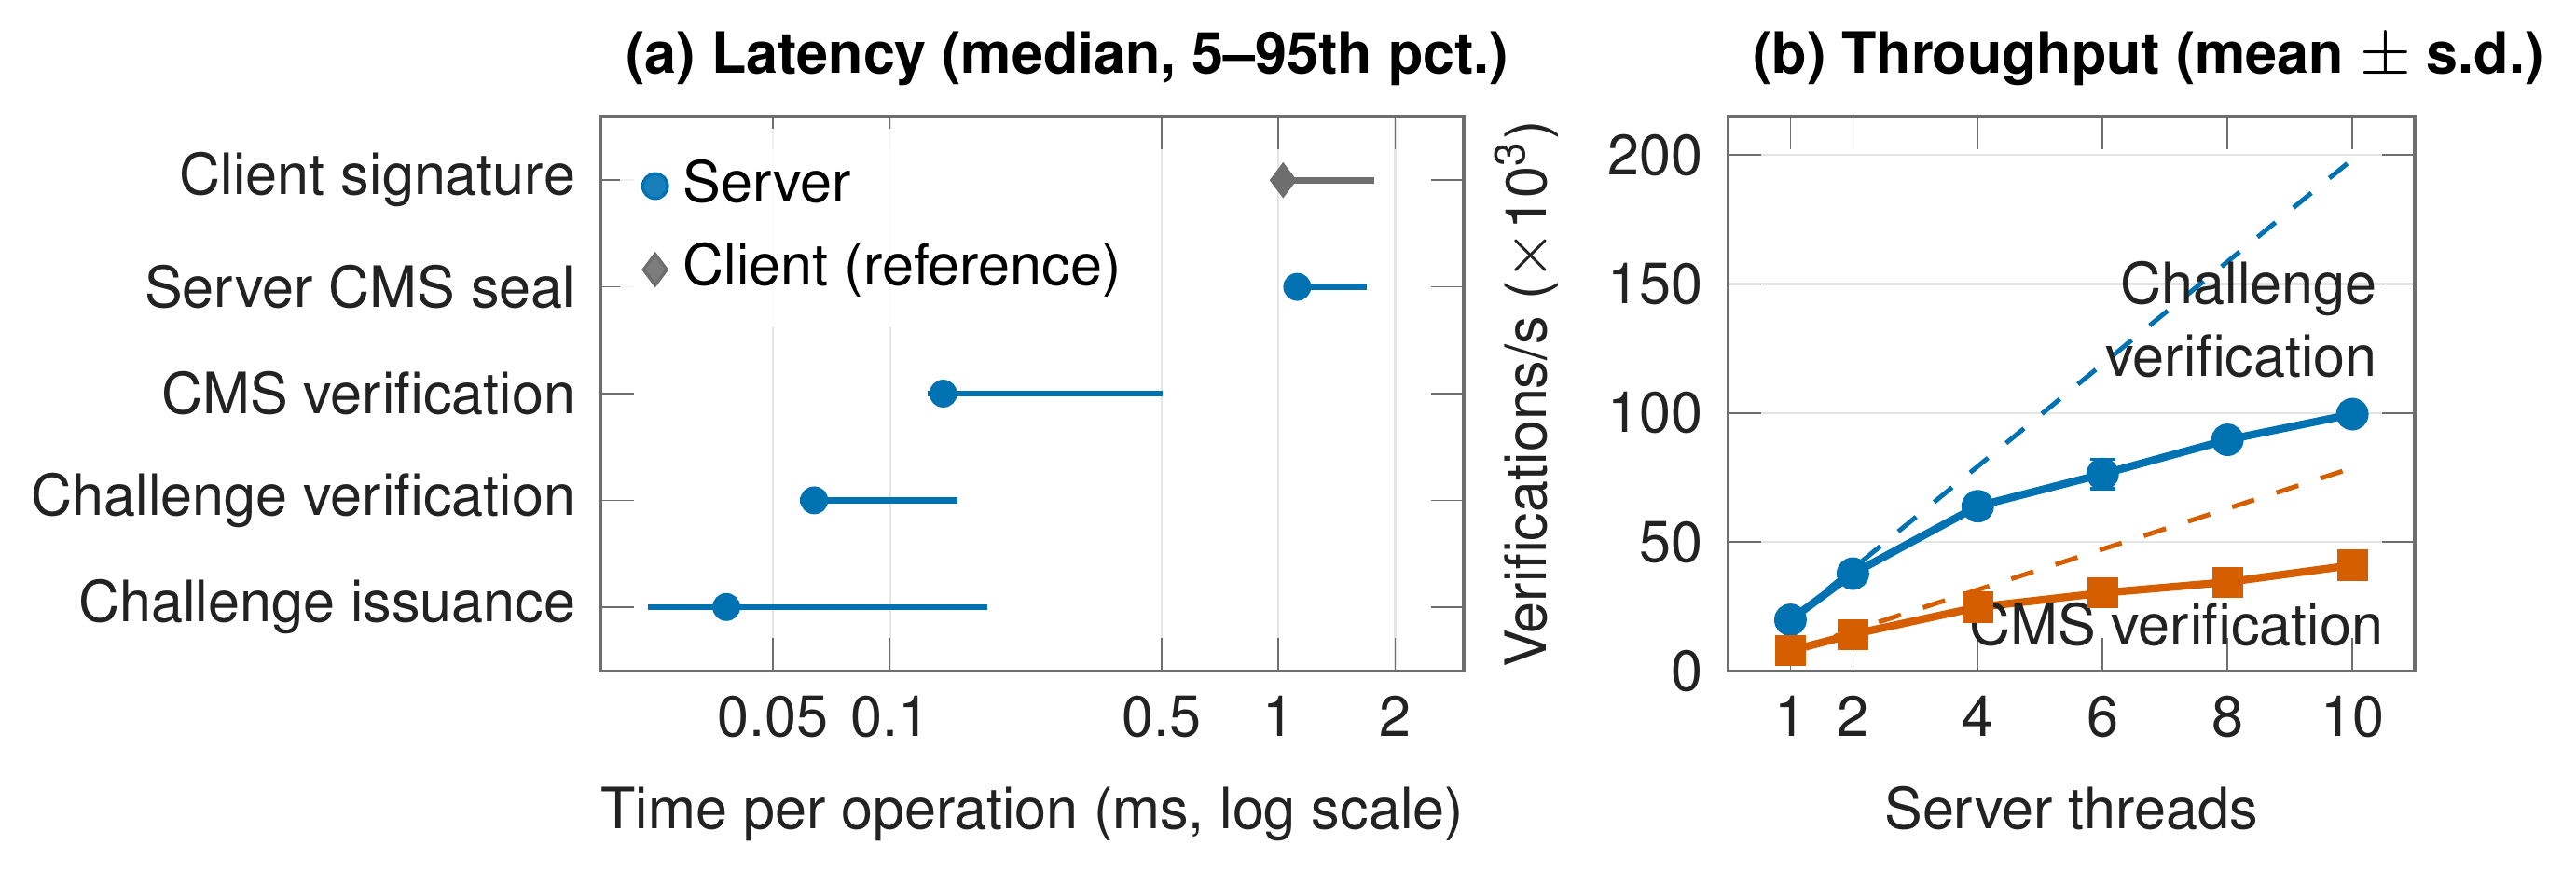 (a) Latency (median, 5–95th pct.)
Client signature
Server CMS seal
CMS verification
Challenge verification
Challenge issuance
Server
Client (reference)
0.05 0.1 0.5 1 2
Time per operation (ms, log scale)
(b) Throughput (mean ± s.d.)
Verifications/s (×10³)
200
150
100
50
0
Challenge
verification
CMS verification
1 2 4 6 8 10
Server threads